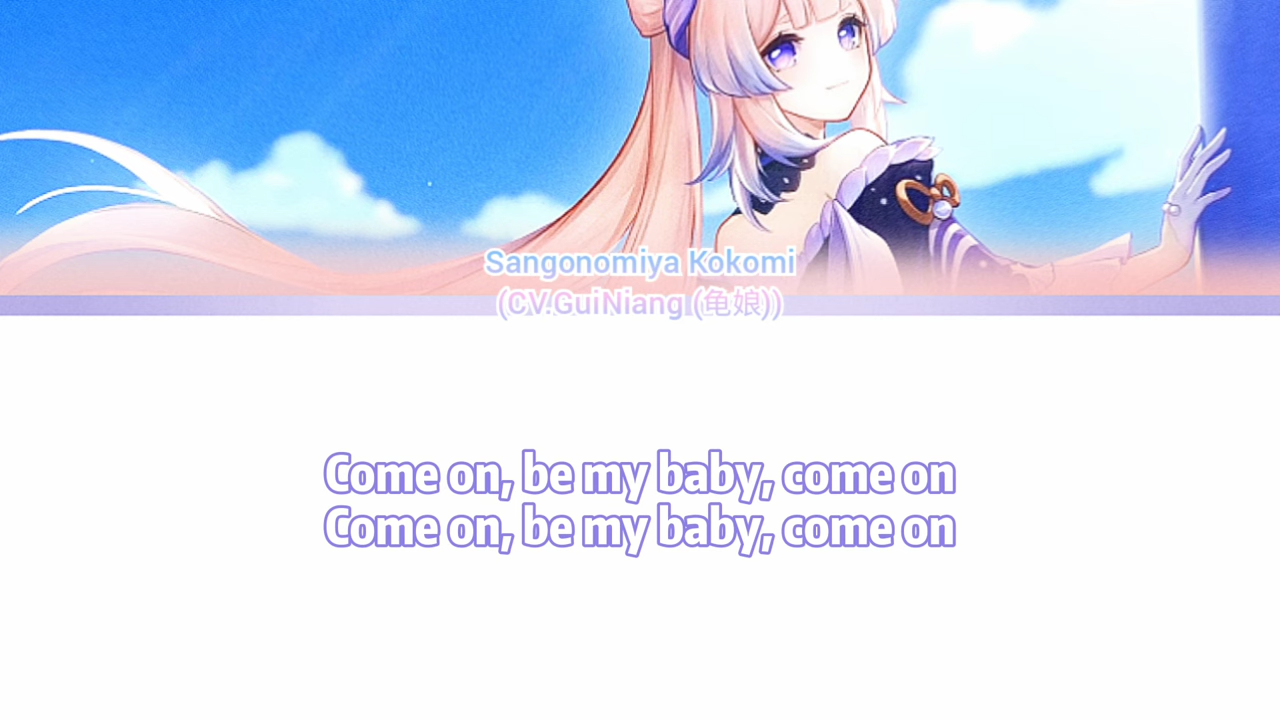 Sangonomiya Kokomi
(CV.GuiNiang (龟娘))
Come on, be my baby, come on
Come on, be my baby, come on